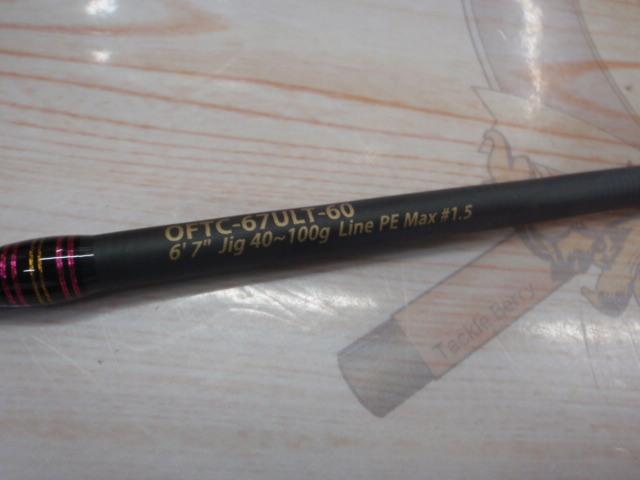 OFTC-67ULT-60
6' 7" Jig 40~100g Line PE Max #1.5
Tackle Berry